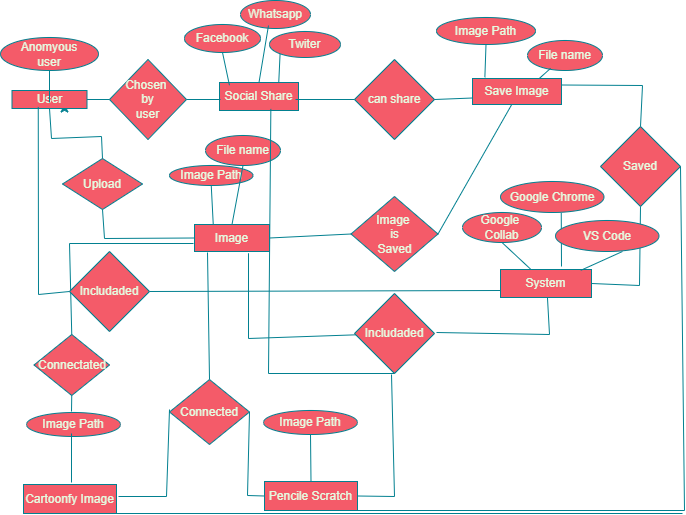 Whatsapp
Facebook
Twiter
Anomyous
user
Image Path
File name
User
Chosen
by
user
Social Share
can share
Save Image
Saved
File name
Image Path
Upload
Google Chrome
Image
is
Saved
Google
Collab
VS Code
Image
System
Includaded
Includaded
Connectated
Connected
Image Path
Image Path
Cartoonfy Image
Pencile Scratch